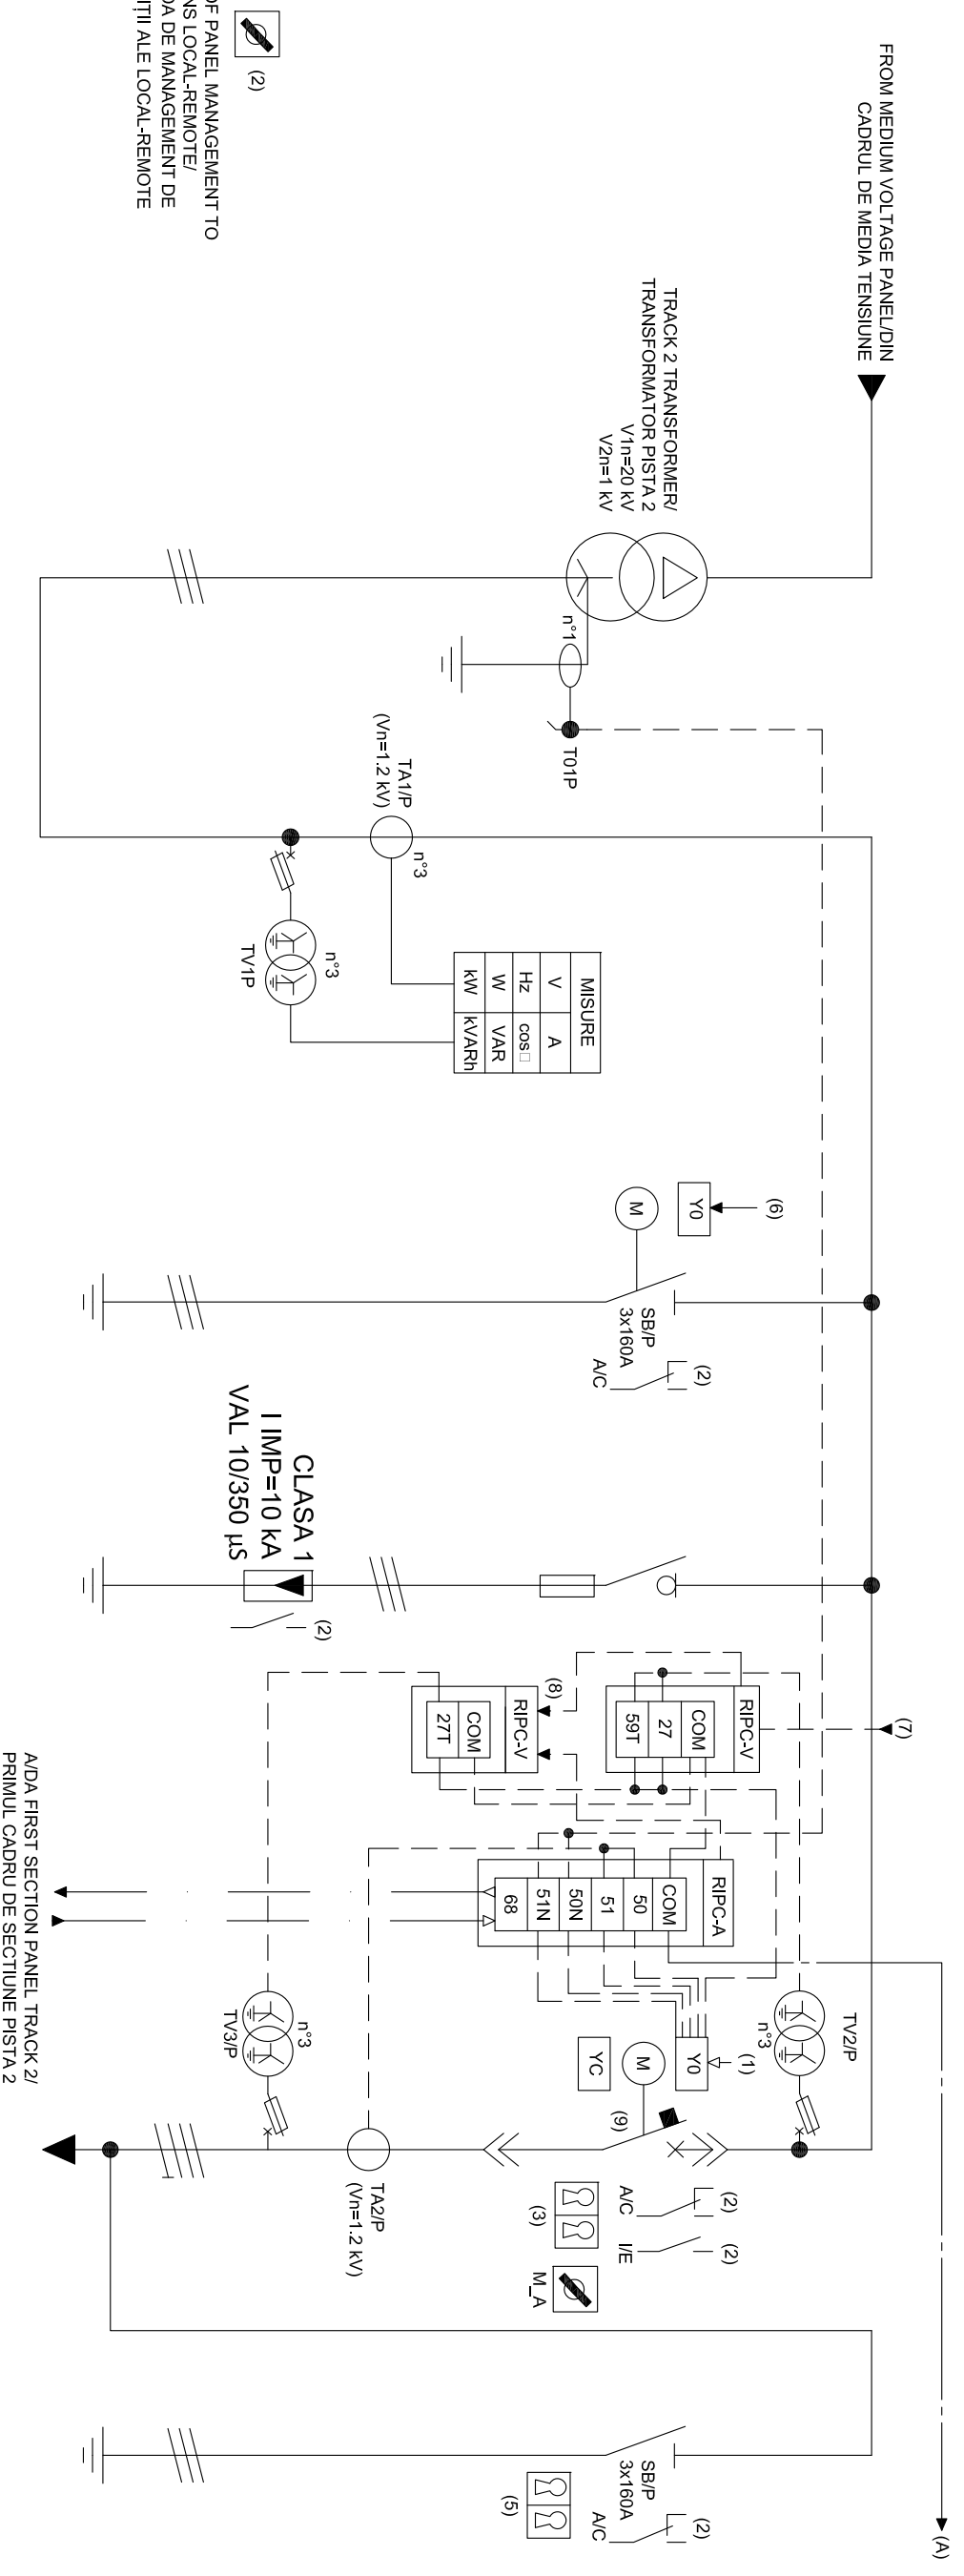 FROM MEDIUM VOLTAGE PANEL/DIN
CADRUL DE MEDIA TENSIUNE
(2)
OF PANEL MANAGEMENT TO
NS LOCAL-REMOTE/
DA DE MANAGEMENT DE
IȚII ALE LOCAL-REMOTE
TRACK 2 TRANSFORMER/
TRANSFORMATOR PISTA 2
V1n=20 kV
V2n=1 kV
n°1
T01P
TA1/P
(Vn=1.2 kV)
n°3
n°3
TV1P
MISURE
V A
Hz cos□
W VAR
kW kVARh
(6)
Y0
M
SB/P
3x160A
(2)
A/C
CLASA 1
I IMP=10 kA
VAL 10/350 µS
(2)
(7)
RIPC-V
COM
27
59T
(8)
RIPC-V
COM
27T
RIPC-A
COM
50
51
50N
51N
68
A/DA FIRST SECTION PANEL TRACK 2/
PRIMUL CADRU DE SECTIUNE PISTA 2
TV2/P
n°3
(1)
Y0
M
YC
(9)
n°3
TV3/P
TA2/P
(Vn=1.2 kV)
(2)
A/C
(2)
I/E
(3)
M_A
SB/P
3x160A
(2)
A/C
(5)
(A)